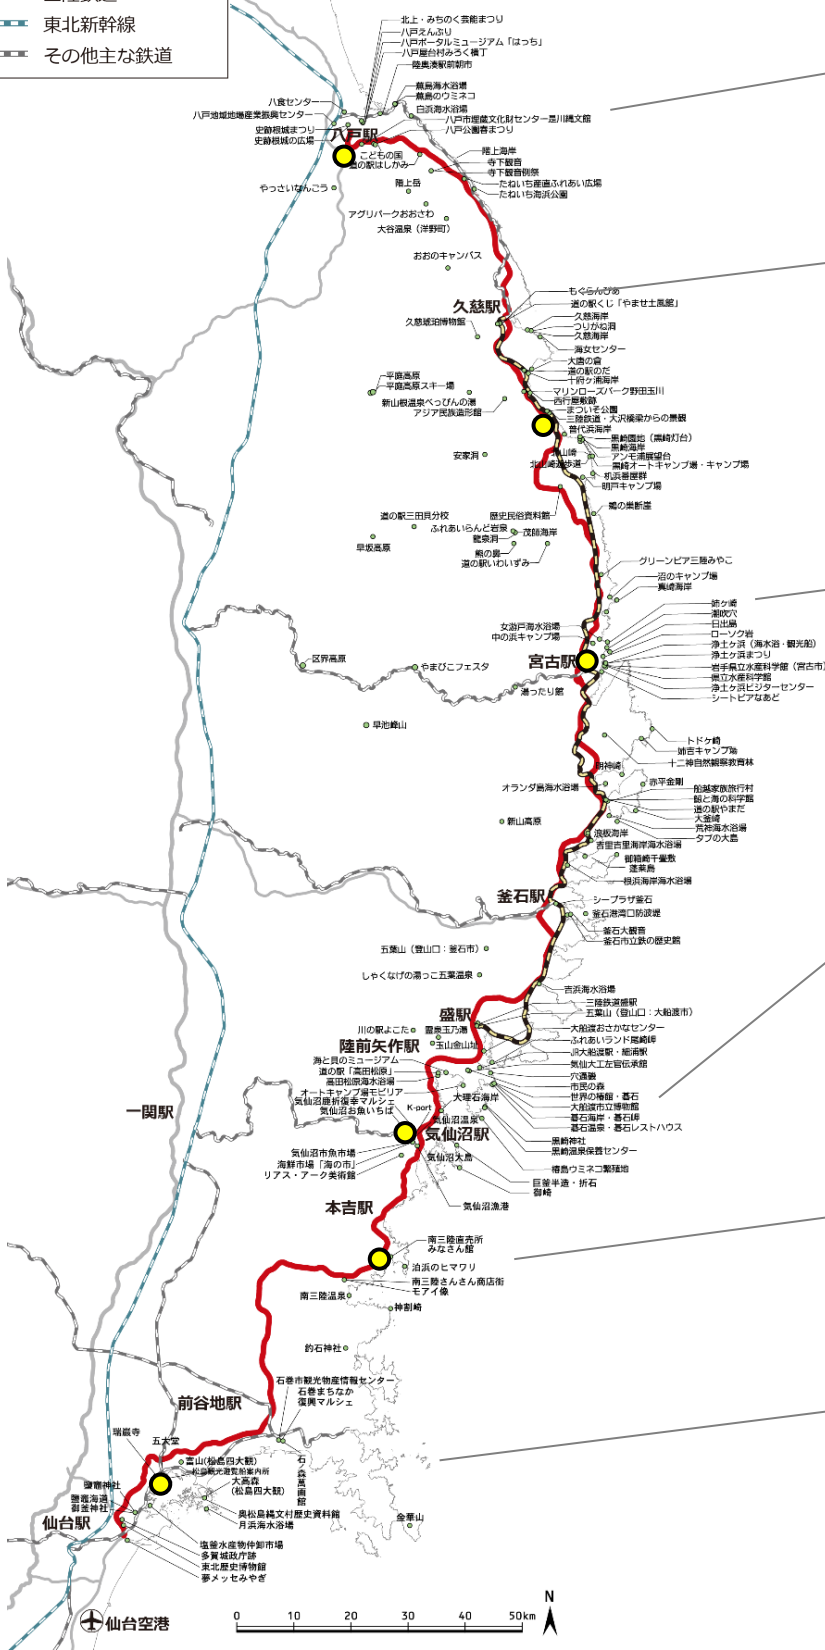 東北新幹線
その他主な鉄道
北上・みちのく芸能まつり
八戸えんぶり
八戸ポータルミュージアム「はっち」
八戸屋台村みろく横丁
陸奥湊駅前朝市
蕪島海水浴場
蕪島のウミネコ
白浜海水浴場
八食センター
八戸地域地場産業振興センター
史跡根城まつり
史跡根城の広場
八戸駅
八戸市埋蔵文化財センター是川縄文館
八戸公園春まつり
こどもの国
道の駅はしかみ
階上海岸
寺下観音
寺下観音例祭
たねいち産直ふれあい広場
たねいち海浜公園
やっさいなんこう
階上岳
アグリパークおおさわ
大谷温泉（洋野町）
おおのキャンパス
もぐらんぴあ
道の駅くじ「やませ土風館」
久慈駅
久慈琥珀博物館
久慈海岸
つりがね洞
久慈海岸
海女センター
大唐の倉
道の駅のだ
十府ケ浦海岸
平庭高原
平庭高原スキー場
新山根温泉べっぴんの湯
アジア民族造形館
マリンローズパーク野田玉川
西行屋敷跡
まついそ公園
三陸鉄道・大沢橋梁からの景観
普代浜海岸
黒崎園地（黒崎灯台）
黒崎海岸
アンモ浦展望台
黒崎オートキャンプ場・キャンプ場
北山崎遊歩道
机浜番屋群
明戸キャンプ場
安家洞
鵜の巣断崖
歴史民俗資料館
道の駅三田貝分校
ふれあいらんど岩泉
茂師海岸
龍泉洞
早坂高原
熊の鼻
道の駅いわいずみ
グリーンピア三陸みやこ
沼のキャンプ場
真崎海岸
姉ヶ崎
潮吹穴
日出島
ローソク岩
浄土ヶ浜（海水浴・観光船）
浄土ヶ浜まつり
岩手県立水産科学館（宮古市）
県立水産科学館
浄土ケ浜ビジターセンター
シートピアなあど
女遊戸海水浴場
中の浜キャンプ場
宮古駅
区界高原
やまびこフェスタ
湯ったり館
早池峰山
トドケ崎
姉吉キャンプ場
十二神自然観察教育林
明神崎
オランダ島海水浴場
赤平金剛
船越家族旅行村
鯨と海の科学館
道の駅やまだ
大釜崎
荒神海水浴場
タブの大島
新山高原
浪板海岸
吉里吉里海岸海水浴場
御箱崎千畳敷
蓬莱島
根浜海岸海水浴場
釜石駅
シープラザ釜石
釜石港湾口防波堤
釜石大観音
釜石市立鉄の歴史館
五葉山（登山口：釜石市）
しゃくなげの湯っこ五葉温泉
吉浜海水浴場
三陸鉄道盛駅
五葉山（登山口：大船渡市）
盛駅
川の駅よこた
霊泉玉乃湯
玉山金山址
陸前矢作駅
大船渡おさかなセンター
ふれあいランド尾崎岬
JR大船渡駅・細浦駅
気仙大工左官伝承館
穴通磯
市民の森
世界の椿館・碁石
大船渡市立博物館
碁石海岸・碁石岬
碁石温泉・碁石レストハウス
黒崎神社
黒崎温泉保養センター
椿島ウミネコ繁殖地
海と貝のミュージアム
道の駅「高田松原」
高田松原海水浴場
オートキャンプ場モビリア
気仙沼鹿折復幸マルシェ
気仙沼お魚いちば
K-port
大理石海岸
気仙沼温泉
気仙沼駅
一関駅
気仙沼市魚市場
海鮮市場「海の市」
リアス・アーク美術館
気仙沼大島
巨釜半造・折石
御崎
気仙沼漁港
本吉駅
南三陸直売所
みなさん館
泊浜のヒマワリ
南三陸さんさん商店街
モアイ像
南三陸温泉
神割崎
釣石神社
石巻市観光物産情報センター
石巻まちなか
復興マルシェ
前谷地駅
瑞巌寺
五大堂
富山(松島四大観)
松島観光遊覧船案内所
大高森
(松島四大観)
石ノ森萬画館
鹽竈神社
鹽竈海道
御釜神社
仙台駅
奥松島縄文村歴史資料館
月浜海水浴場
塩釜水産物仲卸市場
多賀城政庁跡
東北歴史博物館
夢メッセみやぎ
金華山
仙台空港
0 10 20 30 40 50km
N